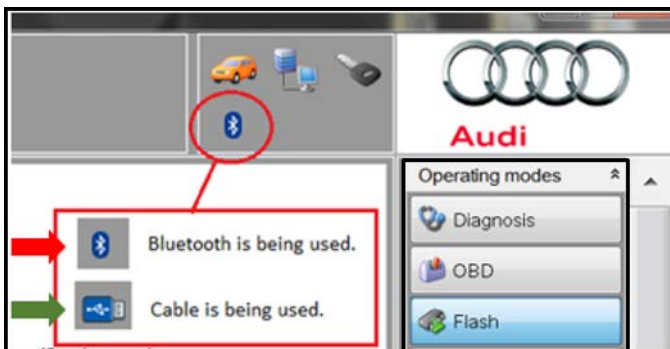 Audi
Operating modes
Diagnosis
Bluetooth is being used.
OBD
Cable is being used.
Flash